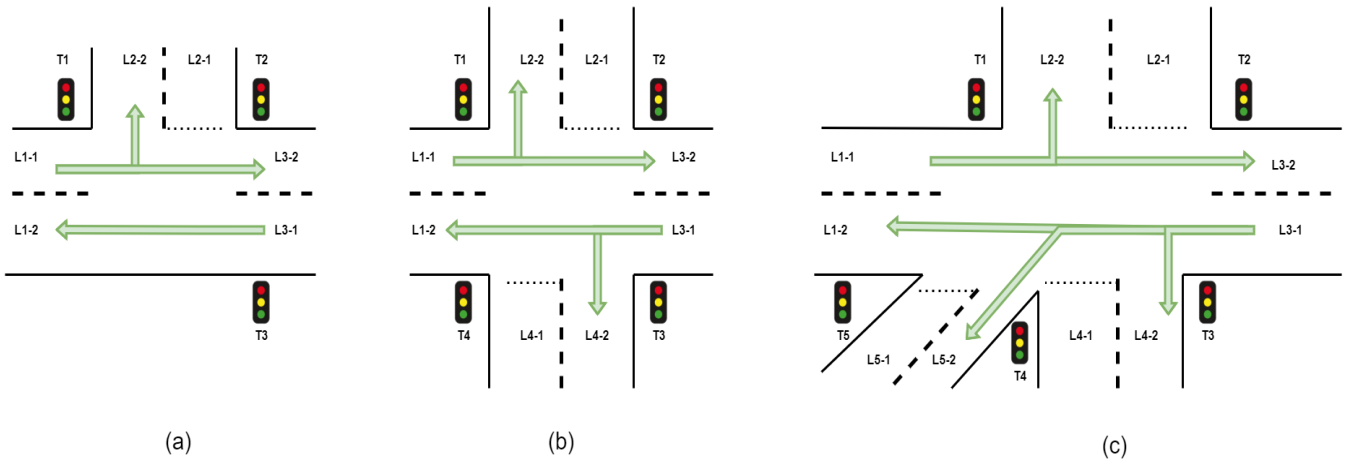 T1 L2-2 L2-1 T2
L1-1 L3-2
L1-2 L3-1
T3
(a)
T1 L2-2 L2-1 T2
L1-1 L3-2
L1-2 L3-1
T4 L4-1 L4-2 T3
(b)
T1 L2-2 L2-1 T2
L1-1 L3-2
L1-2 L3-1
T5 L5-1 L5-2 T4 L4-1 L4-2 T3
(c)